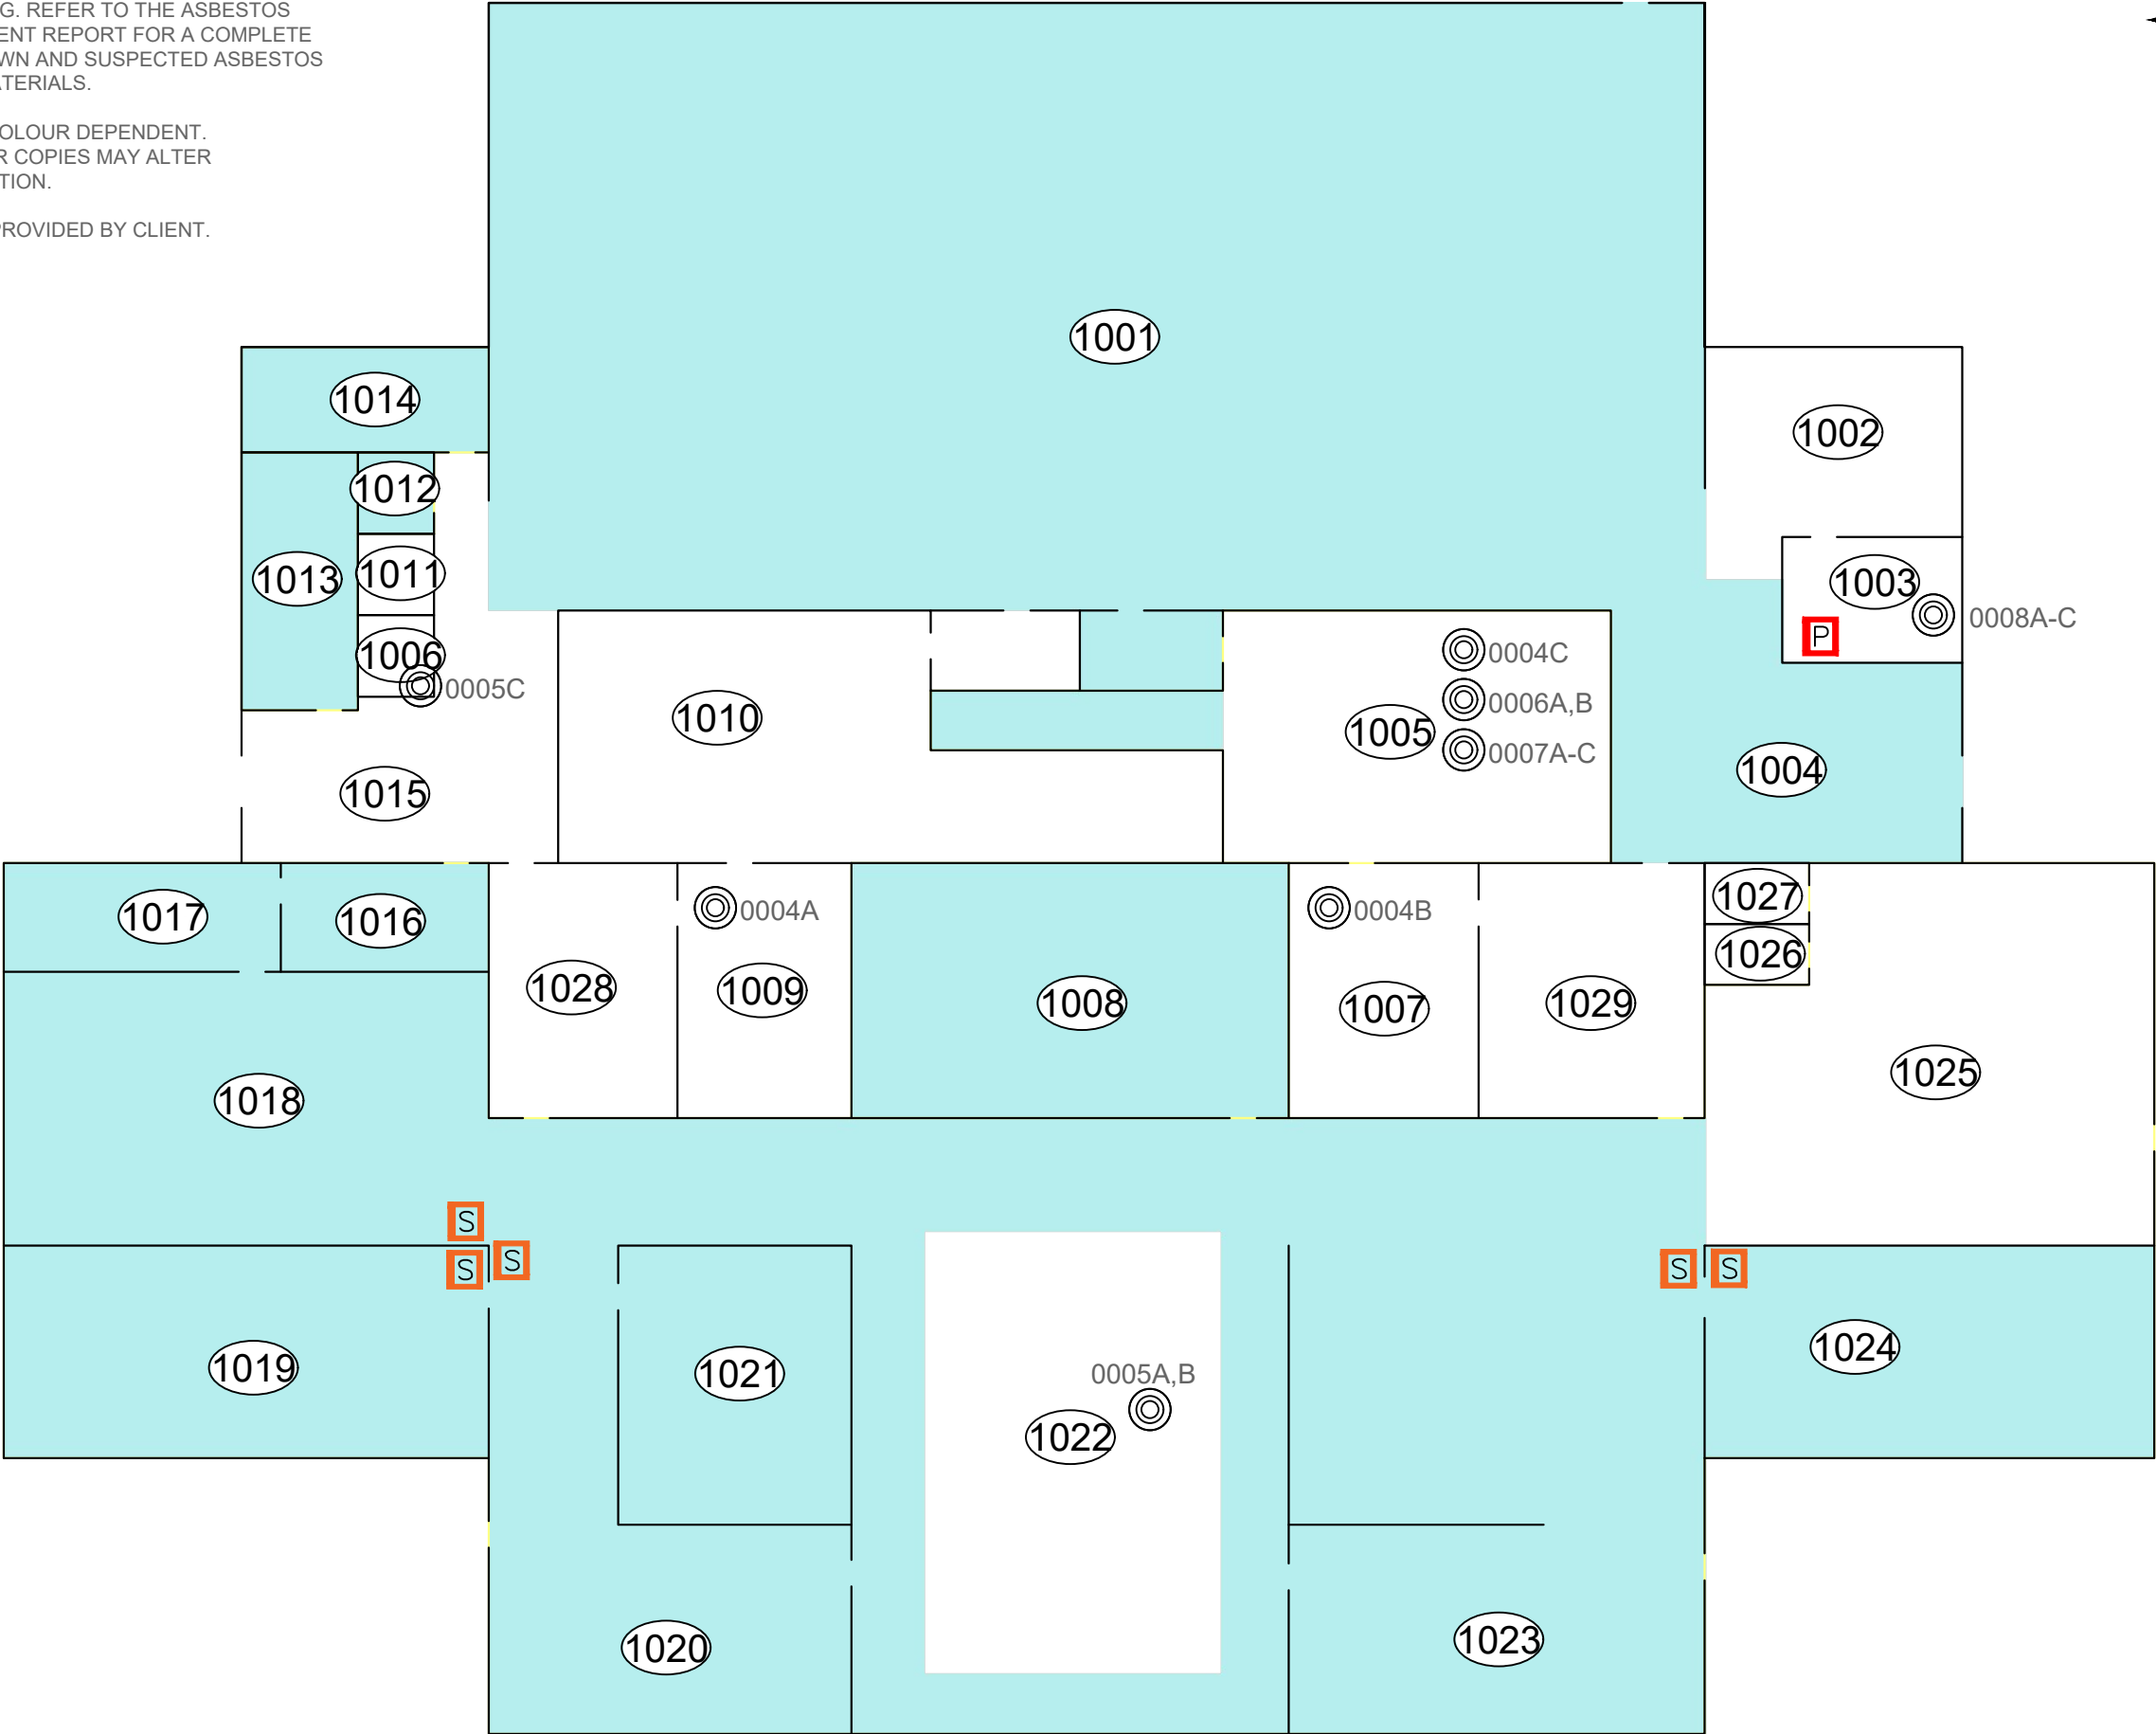 G. REFER TO THE ASBESTOS
ENT REPORT FOR A COMPLETE
WN AND SUSPECTED ASBESTOS
ATERIALS.
OLOUR DEPENDENT.
R COPIES MAY ALTER
TION.
PROVIDED BY CLIENT.
1001
1014
1002
1012
1013
1011
1003
0008A-C
P
1006
0005C
0004C
0006A,B
0007A-C
1010
1005
1004
1015
1017
1016
0004A
0004B
1027
1026
1028
1009
1008
1007
1029
1025
1018
S
S
S
S
S
1019
1021
0005A,B
1022
1024
1020
1023